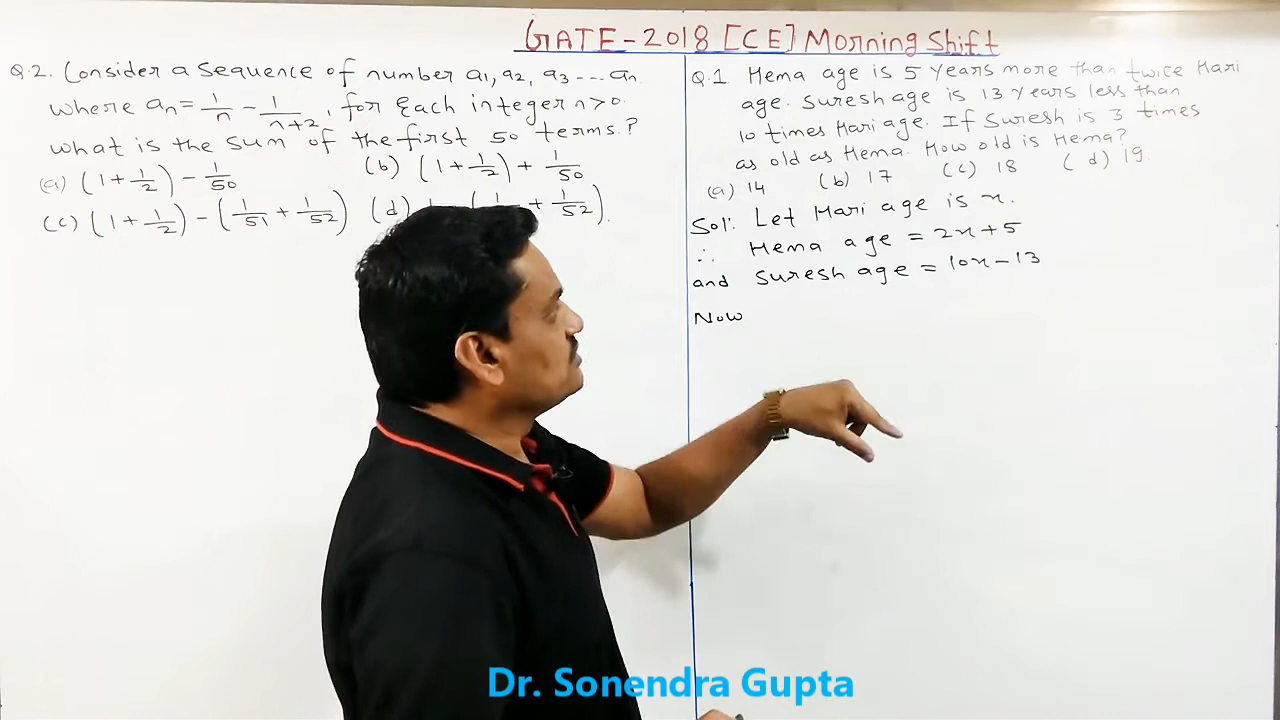 GATE-2018 [CE] Morning Shift
Q.2. Consider a sequence of number a₁, a₂, a₃ --- aₙ.
where aₙ = 1/n - 1/n+2, for each integer n>0.
what is the sum of the first 50 terms.?
(a) (1+1/2) - 1/50 (b) (1+1/2) + 1/50
(c) (1+1/2) - (1/51 + 1/52) (d) + 1/52).
Q.1. Hema age is 5 years more than twice Hari
age. Suresh age is 13 years less than
10 times Hari age. If Suresh is 3 times
as old as Hema. How old is Hema?
(a) 14 (b) 17 (c) 18 (d) 19.
Sol: Let Hari age is x.
∴ Hema age = 2x+5
and Suresh age = 10x-13
Now
Dr. Sonendra Gupta